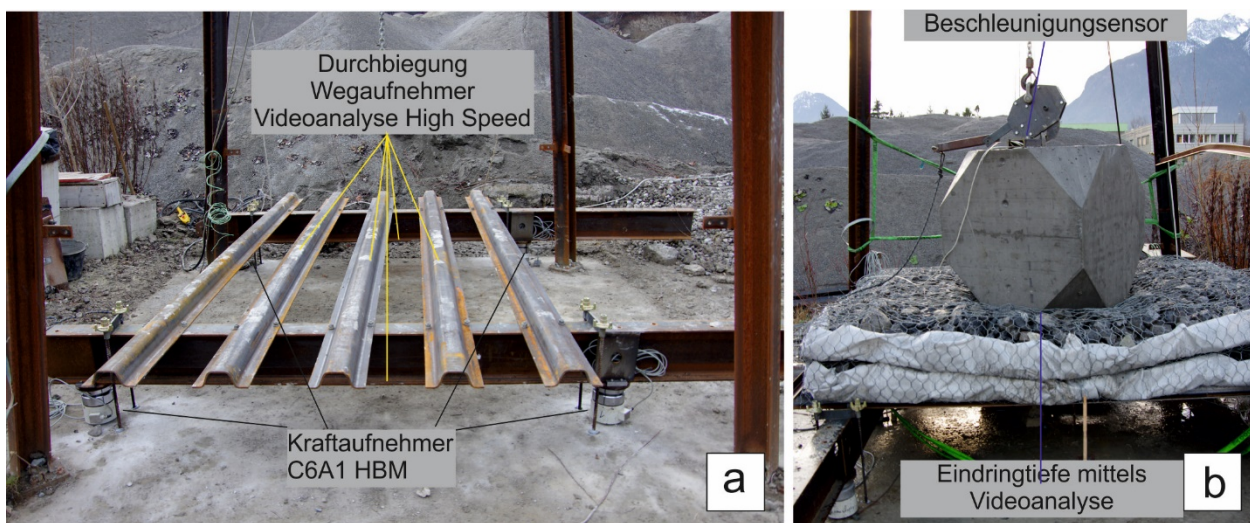 Durchbiegung
Wegaufnehmer
Videoanalyse High Speed
Kraftaufnehmer
C6A1 HBM
a
Beschleunigungsensor
Eindringtiefe mittels
Videoanalyse
b